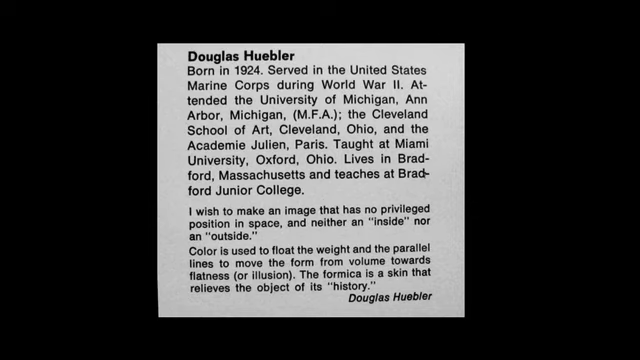 Douglas Huebler
Born in 1924. Served in the United States
Marine Corps during World War II. At-
tended the University of Michigan, Ann
Arbor, Michigan, (M.F.A.); the Cleveland
School of Art, Cleveland, Ohio, and the
Academie Julien, Paris. Taught at Miami
University, Oxford, Ohio. Lives in Brad-
ford, Massachusetts and teaches at Brad-
ford Junior College.
I wish to make an image that has no privileged
position in space, and neither an "inside" nor
an "outside."
Color is used to float the weight and the parallel
lines to move the form from volume towards
flatness (or illusion). The formica is a skin that
relieves the object of its "history."
Douglas Huebler